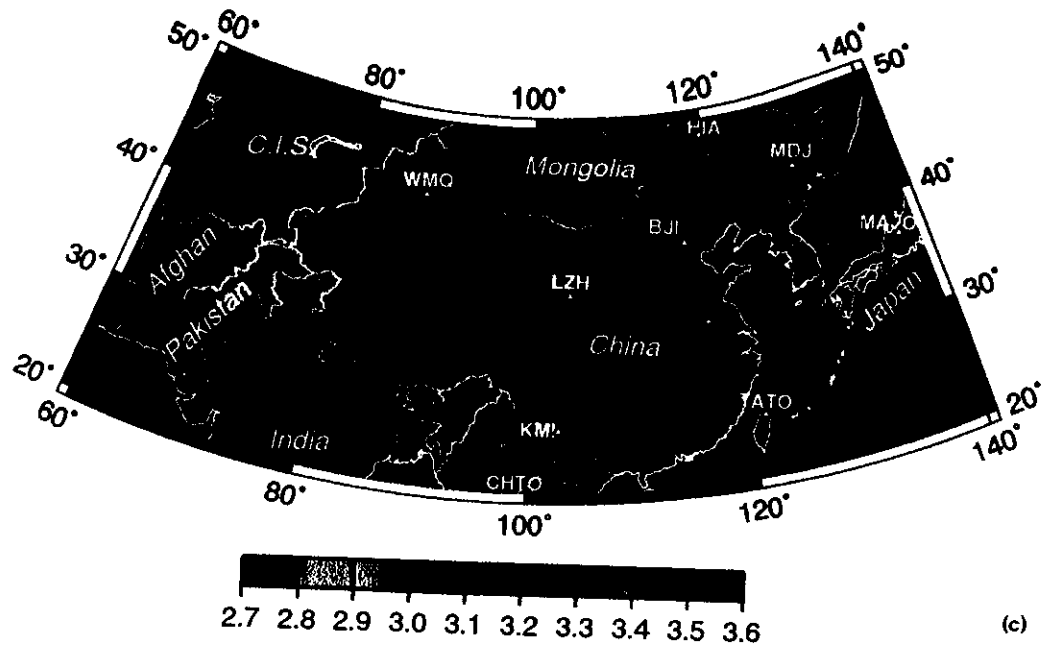 60° 140°
50° 50°
80° 100° 120°
HIA
C.I.S MDJ
40° WMQ Mongolia 40°
BJI MAJO
30° Afghan LZH 30°
Pakistan Japan
China
20° TATO 20°
60° India KMI 140°
80° CHTO 120°
100°
2.7 2.8 2.9 3.0 3.1 3.2 3.3 3.4 3.5 3.6
(c)